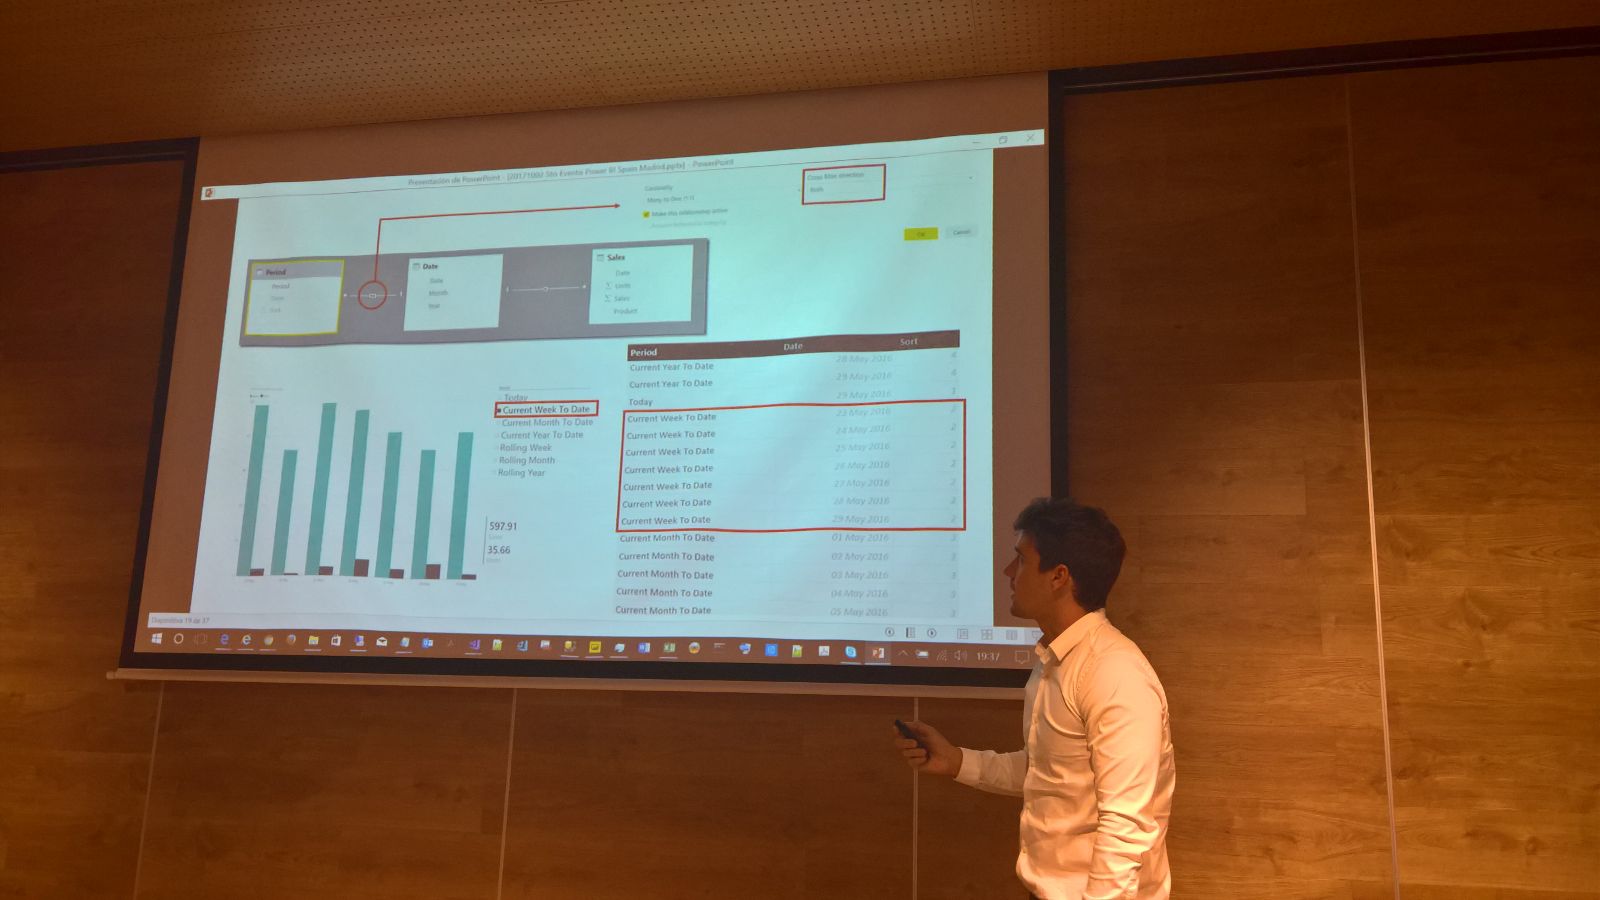 Presentación de PowerPoint - [20171002 5to Evento Power BI Spain Madrid.pptx] - PowerPoint
Cardinality
Cross filter direction
Many to One (*:1)
Both
Make this relationship active
OK
Cancel
Period
Period
Date
Sort
Date
Date
Month
Year
Sales
Date
Σ Units
Σ Sales
Product
Today
Current Week To Date
Current Month To Date
Current Year To Date
Rolling Week
Rolling Month
Rolling Year
597.91
Sales
35.66
Period Date Sort
Current Year To Date 28 May 2016 4
Current Year To Date 29 May 2016 4
Today 29 May 2016 1
Current Week To Date 23 May 2016 2
Current Week To Date 24 May 2016 2
Current Week To Date 25 May 2016 2
Current Week To Date 26 May 2016 2
Current Week To Date 27 May 2016 2
Current Week To Date 28 May 2016 2
Current Week To Date 29 May 2016 2
Current Month To Date 01 May 2016 3
Current Month To Date 02 May 2016 3
Current Month To Date 03 May 2016 3
Current Month To Date 04 May 2016 3
Current Month To Date 05 May 2016 3
Diapositiva 19 de 37
19:37